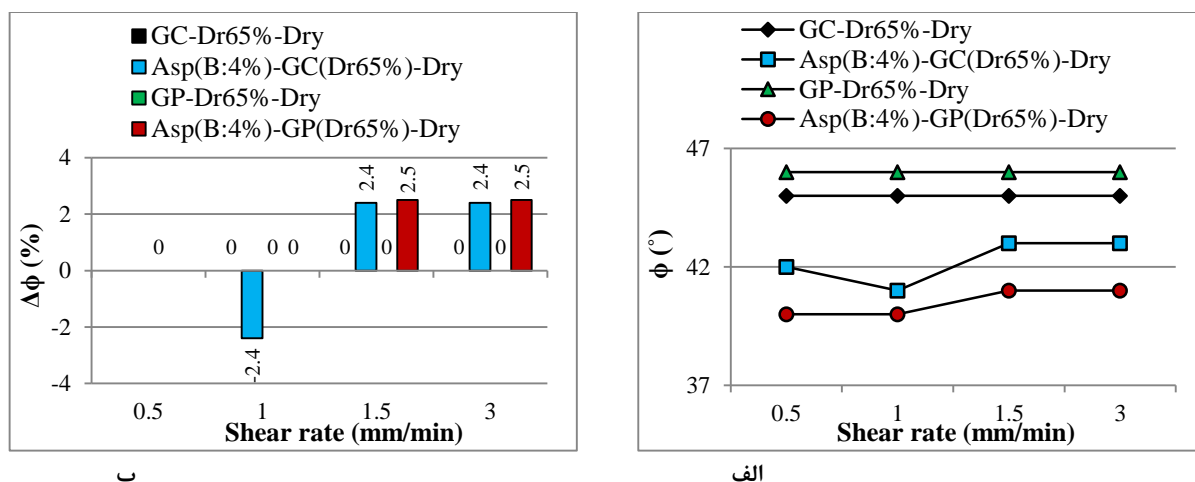 GC-Dr65%-Dry
Asp(B:4%)-GC(Dr65%)-Dry
GP-Dr65%-Dry
Asp(B:4%)-GP(Dr65%)-Dry
4
2
0
-2
-4
Δϕ (%)
0
0
-2.4
0
0
0
2.4
0
2.5
0
2.4
0
2.5
0.5 1 1.5 3
Shear rate (mm/min)
ب
GC-Dr65%-Dry
Asp(B:4%)-GC(Dr65%)-Dry
GP-Dr65%-Dry
Asp(B:4%)-GP(Dr65%)-Dry
47
42
37
ϕ (˚)
0.5 1 1.5 3
Shear rate (mm/min)
الف